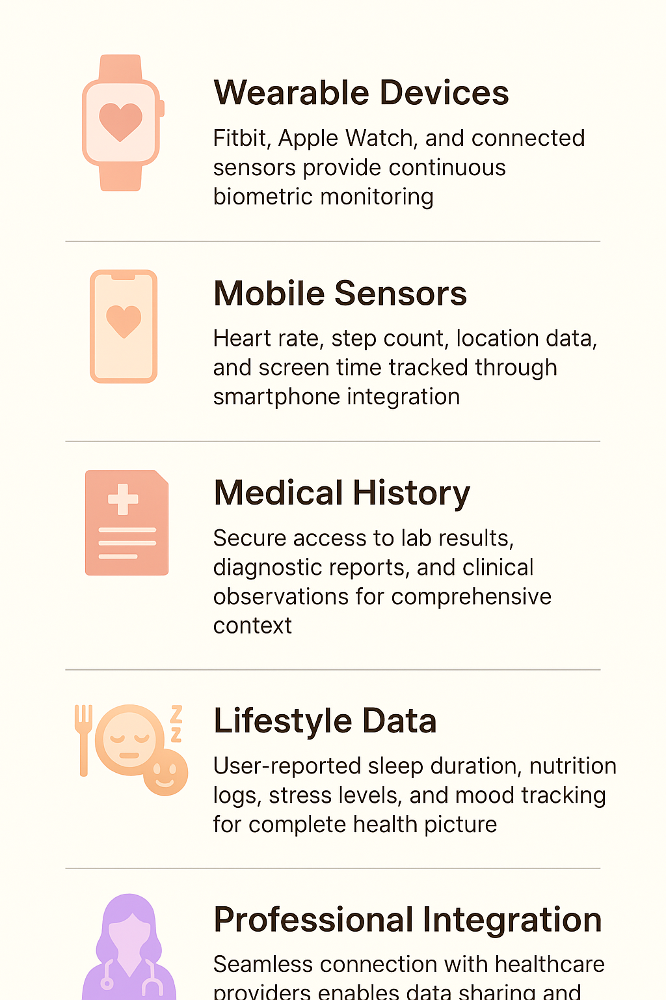 Wearable Devices
Fitbit, Apple Watch, and connected
sensors provide continuous
biometric monitoring
Mobile Sensors
Heart rate, step count, location data,
and screen time tracked through
smartphone integration
Medical History
Secure access to lab results,
diagnostic reports, and clinical
observations for comprehensive
context
Z
Z
Lifestyle Data
User-reported sleep duration, nutrition
logs, stress levels, and mood tracking
for complete health picture
Professional Integration
Seamless connection with healthcare
providers enables data sharing and